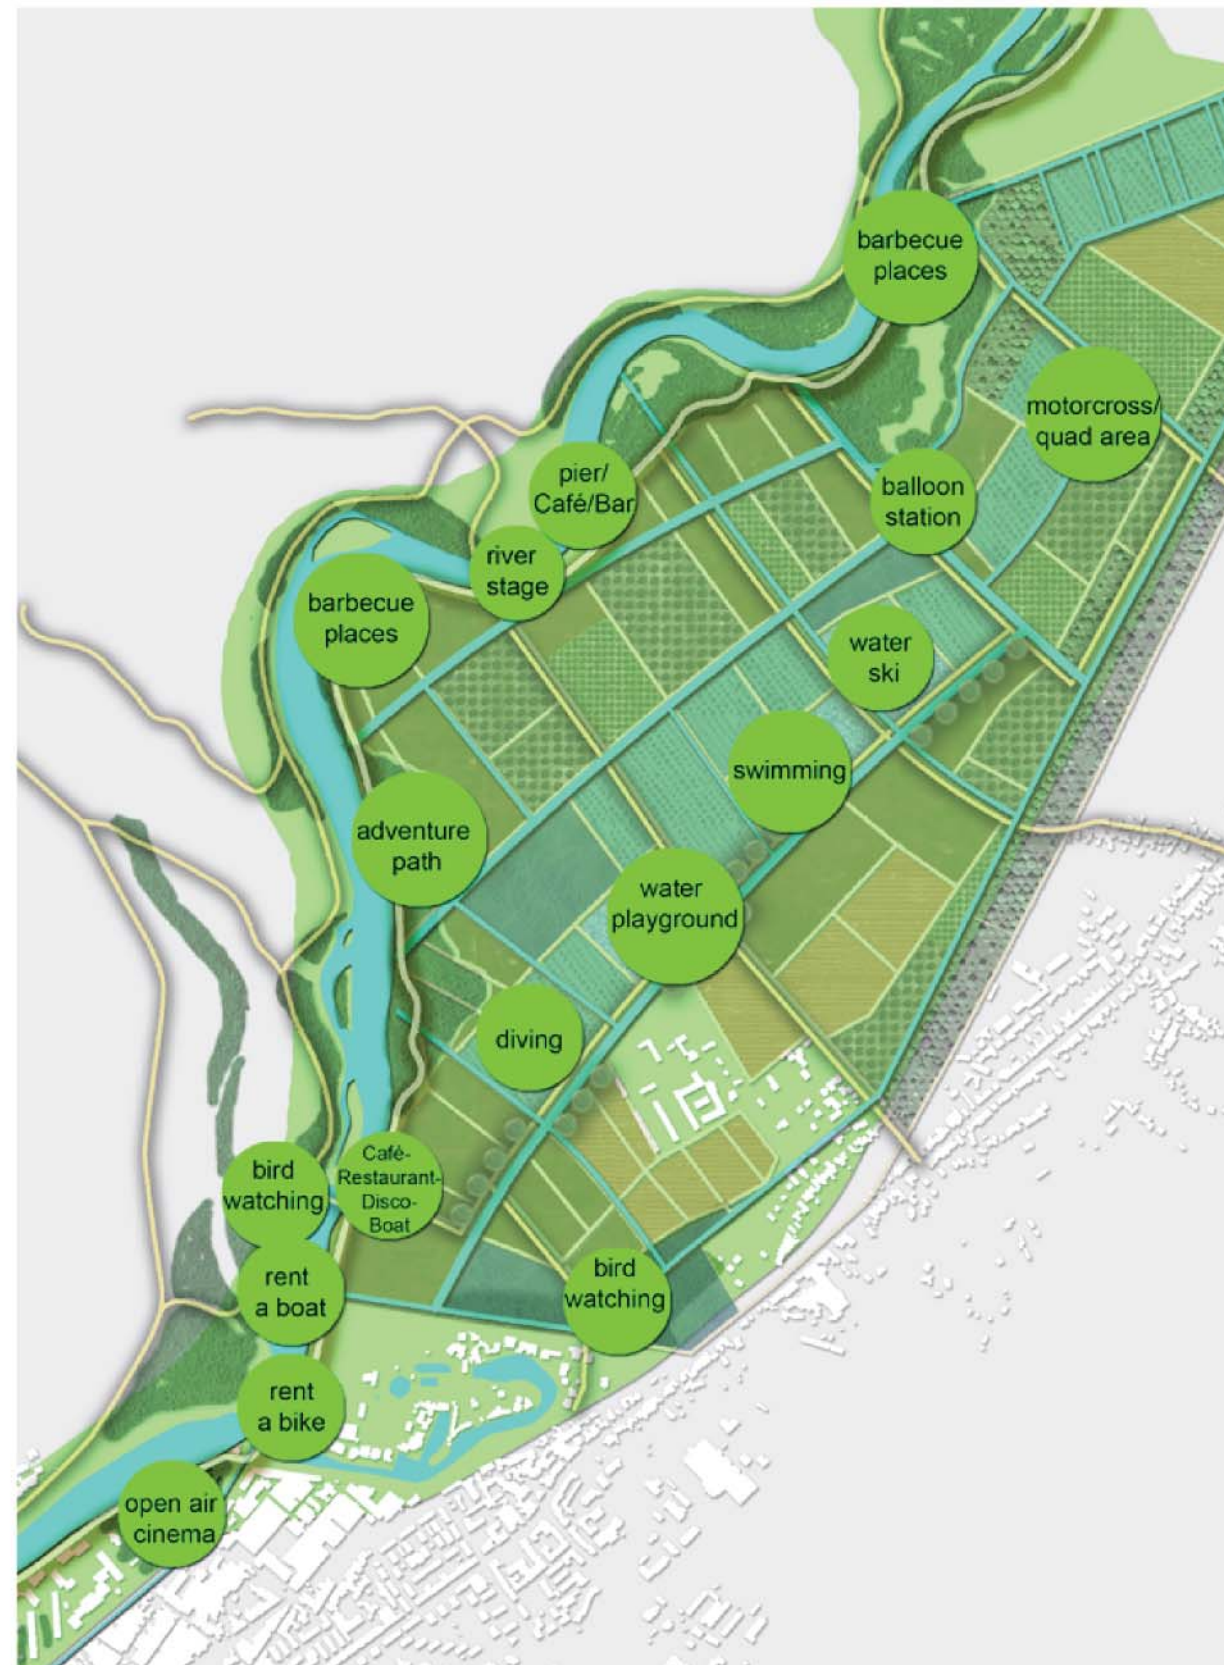 barbecue
places
motorcross/
quad area
pier/
Café/Bar
balloon
station
river
stage
barbecue
places
water
ski
swimming
adventure
path
water
playground
diving
bird
watching
Café-
Restaurant-
Disco-
Boat
rent
a boat
bird
watching
rent
a bike
open air
cinema